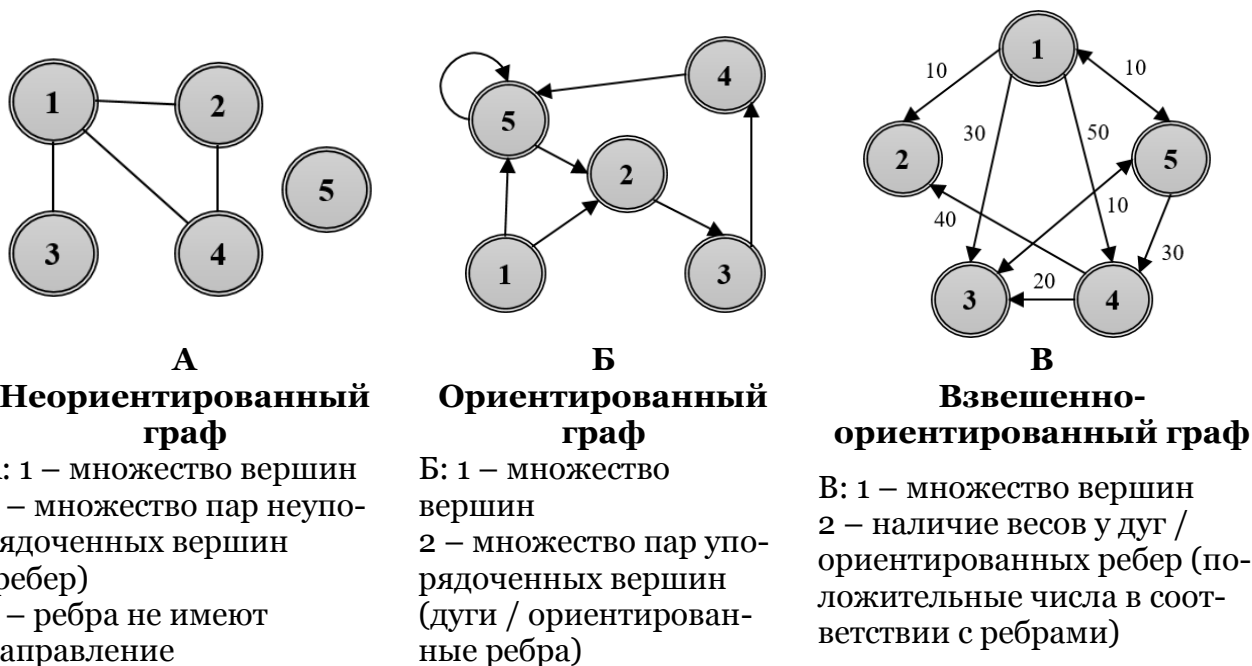 1
2
3
4
5
5
4
2
1
3
1
10
10
30
50
2
5
40
10
30
20
3
4
А
Неориентированный
граф
: 1 – множество вершин
– множество пар неупо-
ядоченных вершин
ребер)
– ребра не имеют
аправление
Б
Ориентированный
граф
Б: 1 – множество
вершин
2 – множество пар упо-
рядоченных вершин
(дуги / ориентирован-
ные ребра)
В
Взвешенно-
ориентированный граф
В: 1 – множество вершин
2 – наличие весов у дуг /
ориентированных ребер (по-
ложительные числа в соот-
ветствии с ребрами)